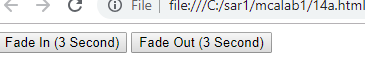 File | file:///C:/sar1/mcalab1/14a.html
Fade In (3 Second) Fade Out (3 Second)